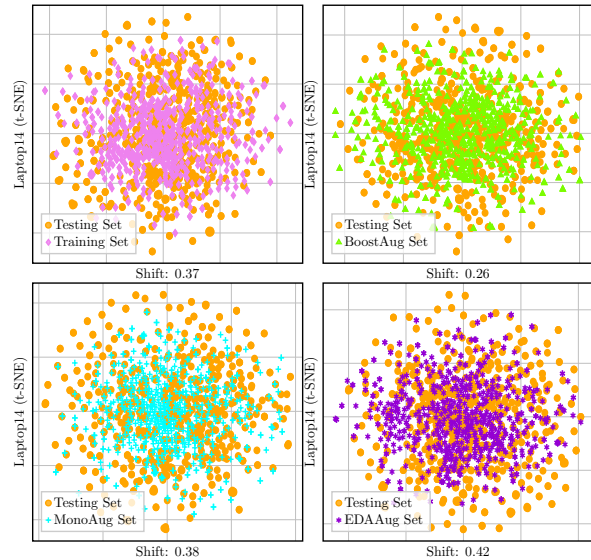 Laptop14 (t-SNE)
Testing Set
Training Set
Shift: 0.37
Laptop14 (t-SNE)
Testing Set
BoostAug Set
Shift: 0.26
Laptop14 (t-SNE)
Testing Set
MonoAug Set
Shift: 0.38
Laptop14 (t-SNE)
Testing Set
EDAAug Set
Shift: 0.42